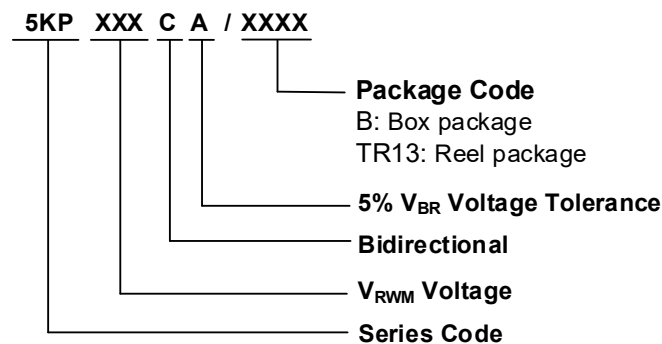 5KP XXX C A / XXXX
Package Code
B: Box package
TR13: Reel package
5% VBR Voltage Tolerance
Bidirectional
VRWM Voltage
Series Code